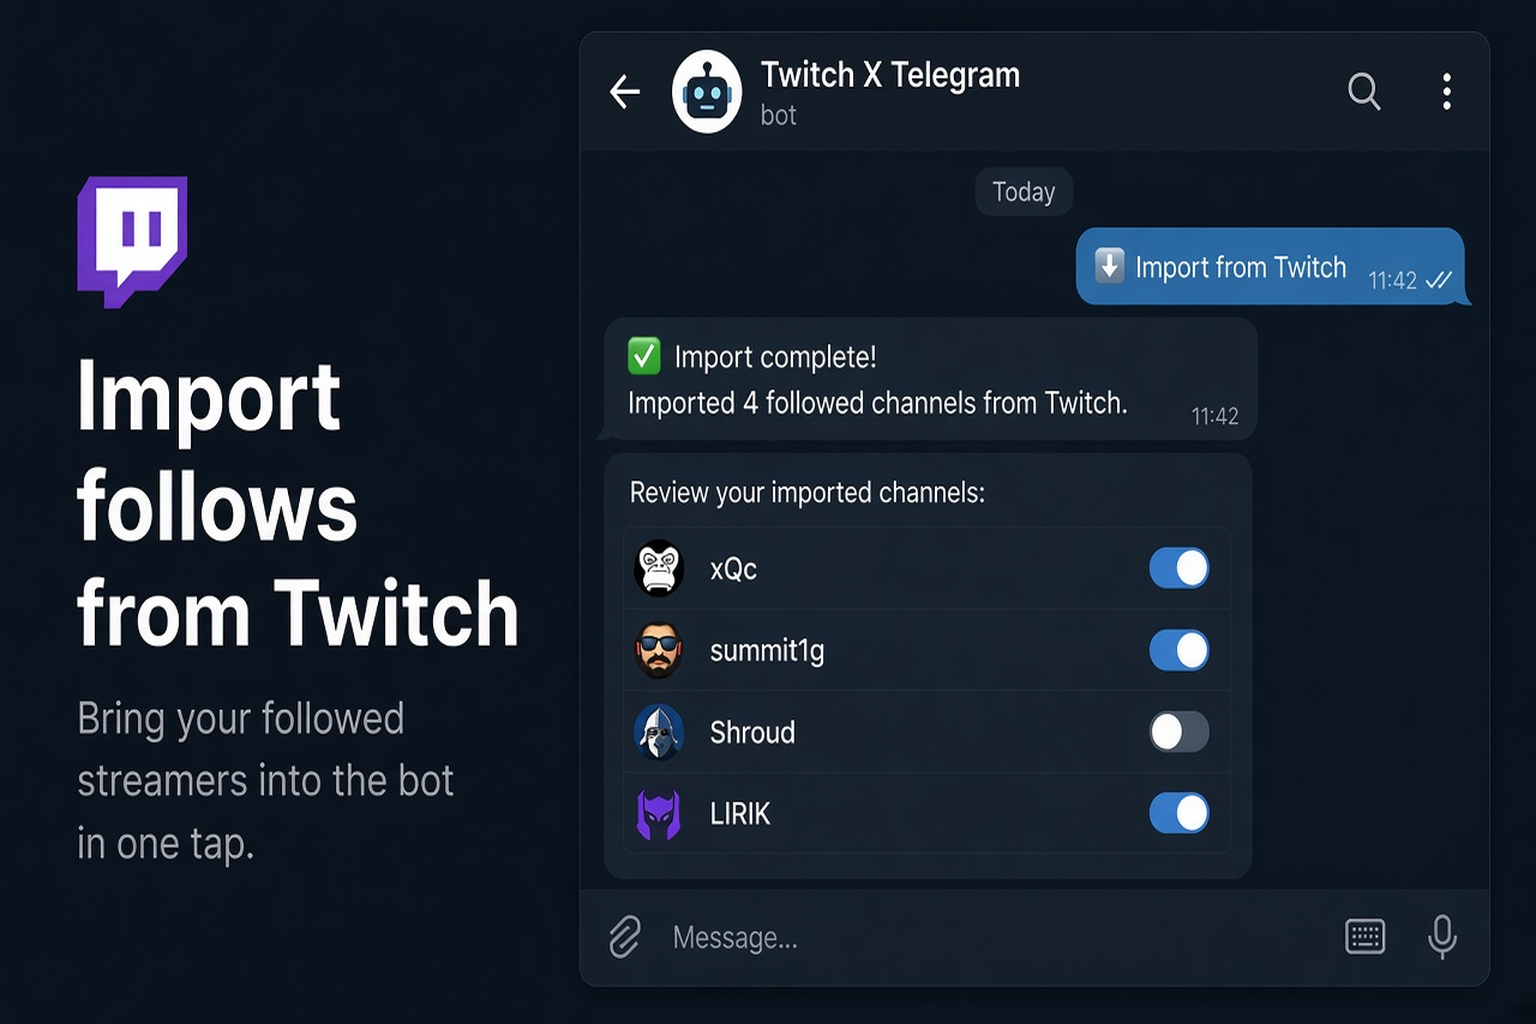 Import
follows
from Twitch
Bring your followed
streamers into the bot
in one tap.
Twitch X Telegram
bot
Today
Import from Twitch 11:42
Import complete!
Imported 4 followed channels from Twitch. 11:42
Review your imported channels:
xQc
summit1g
Shroud
LIRIK
Message...